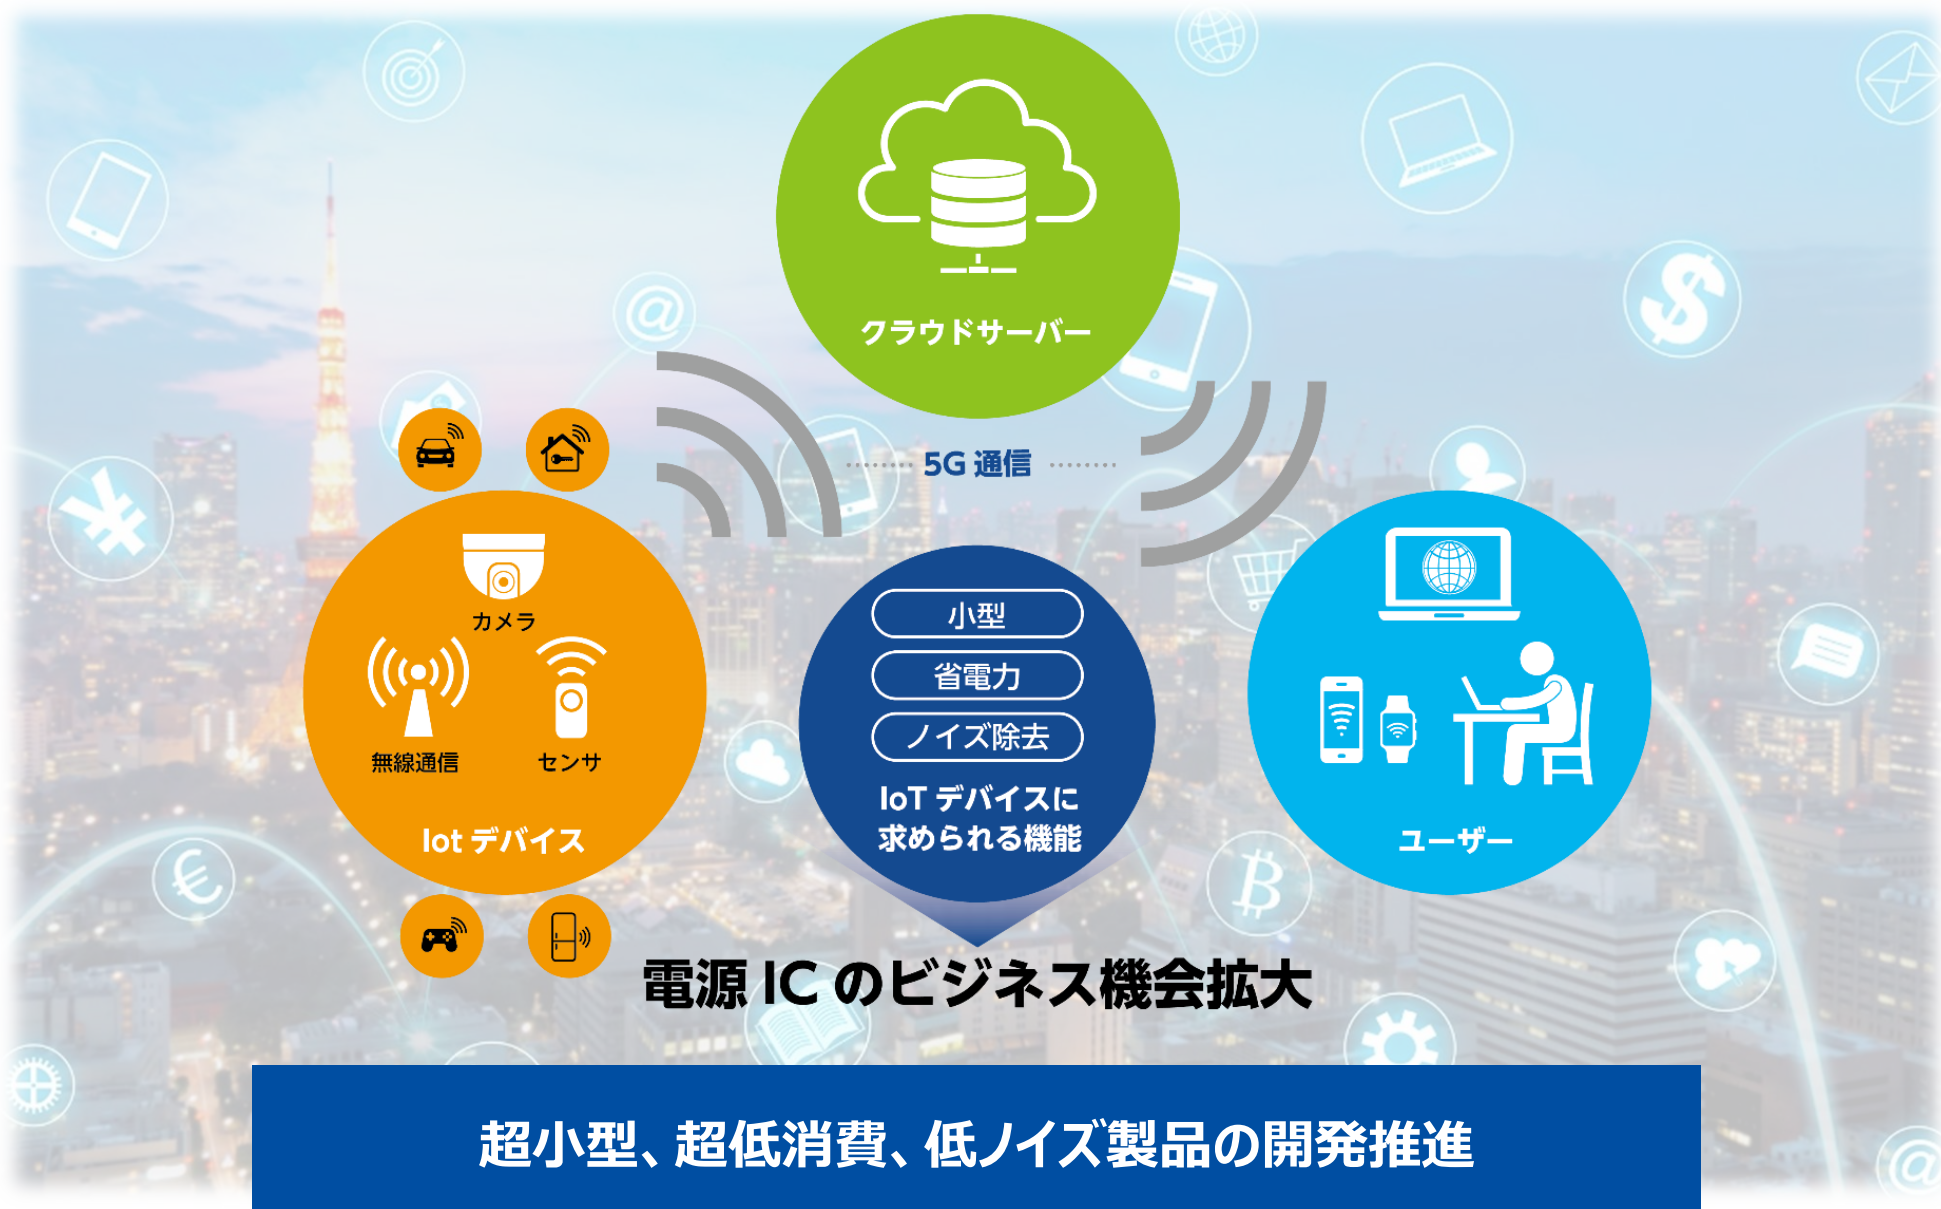 クラウドサーバー
5G 通信
カメラ
無線通信
センサ
Iot デバイス
小型
省電力
ノイズ除去
IoT デバイスに
求められる機能
ユーザー
電源 IC のビジネス機会拡大
超小型、超低消費、低ノイズ製品の開発推進